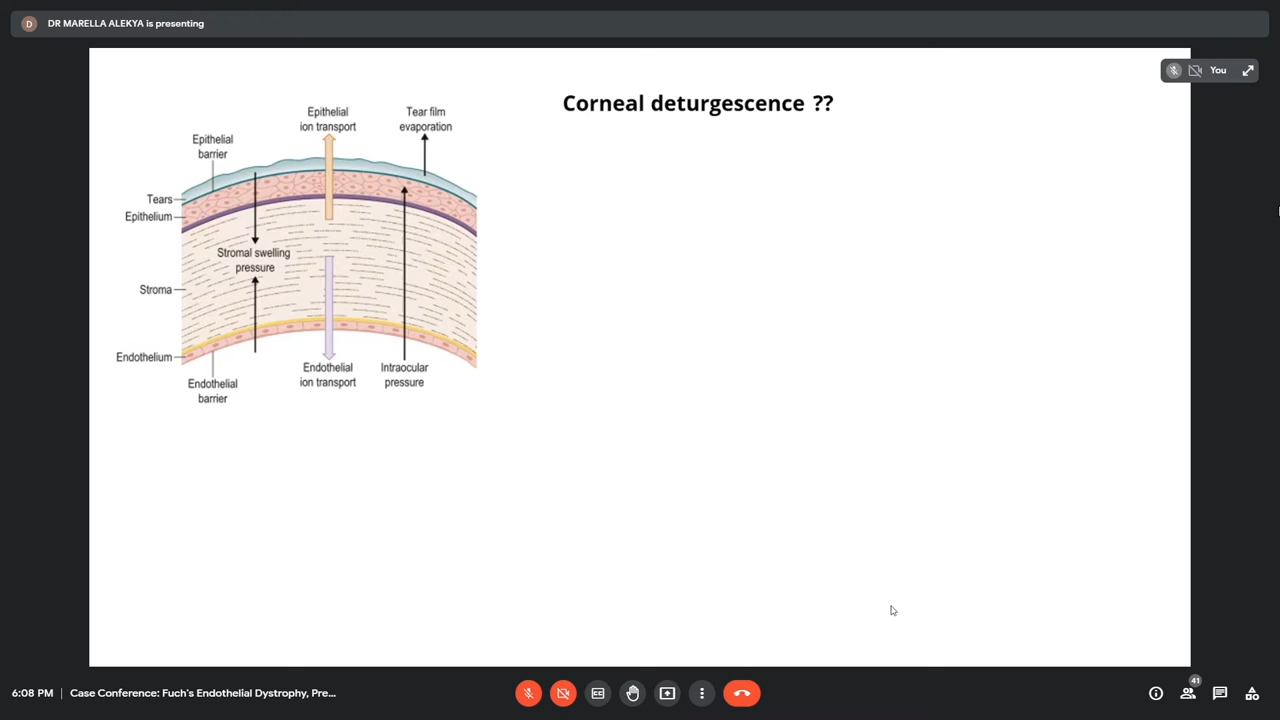 D DR MARELLA ALEKYA is presenting
You
Corneal deturgescence ??
Epithelial
ion transport
Tear film
evaporation
Epithelial
barrier
Tears
Epithelium
Stromal swelling
pressure
Stroma
Endothelium
Endothelial
barrier
Endothelial
ion transport
Intraocular
pressure
6:08 PM | Case Conference: Fuch's Endothelial Dystrophy, Pre...
41